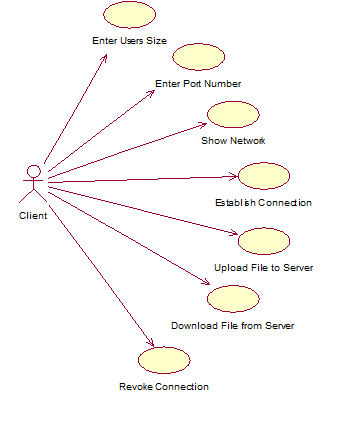 Enter Users Size
Enter Port Number
Show Network
Client
Establish Connection
Upload File to Server
Download File from Server
Revoke Connection